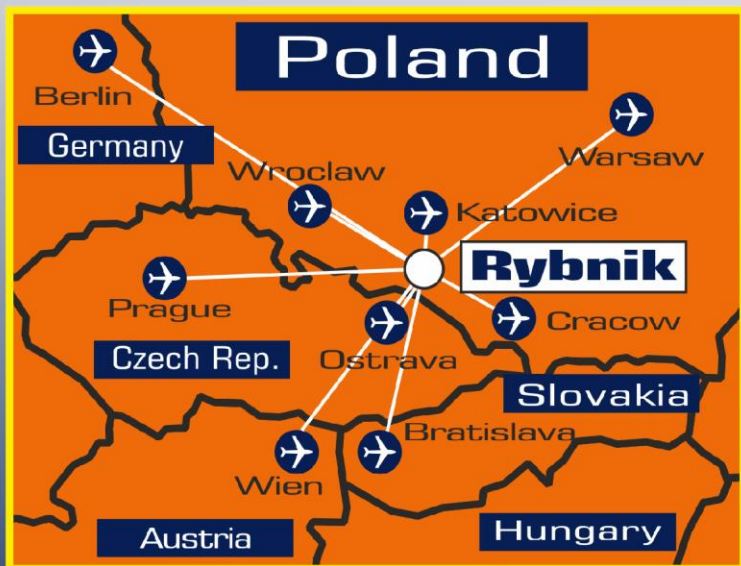 Poland
Berlin
Germany
Warsaw
Wroclaw
Katowice
Rybnik
Prague
Cracow
Ostrava
Czech Rep.
Slovakia
Bratislava
Wien
Austria
Hungary